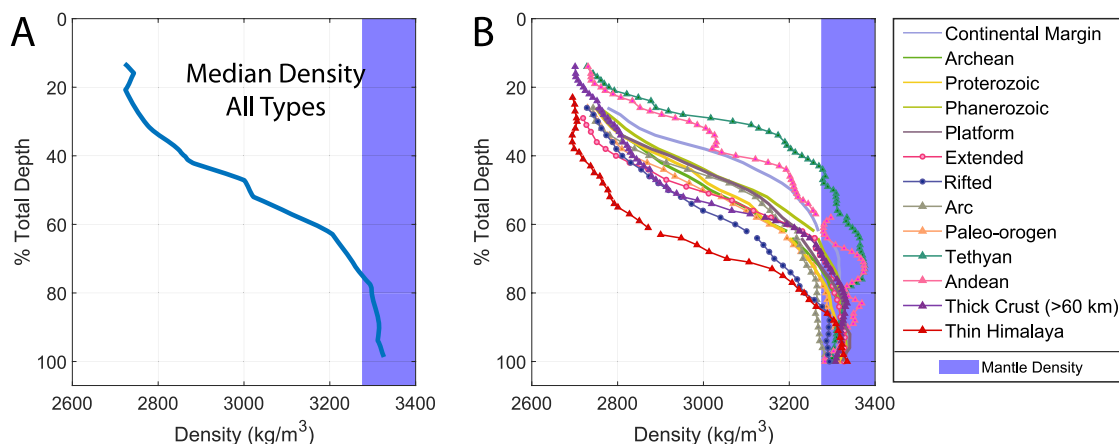 A
Median Density
All Types
% Total Depth
0
20
40
60
80
100
2600
2800
3000
3200
3400
Density (kg/m³)
B
% Total Depth
0
20
40
60
80
100
2600
2800
3000
3200
3400
Density (kg/m³)
Continental Margin
Archean
Proterozoic
Phanerozoic
Platform
Extended
Rifted
Arc
Paleo-orogen
Tethyan
Andean
Thick Crust (>60 km)
Thin Himalaya
Mantle Density